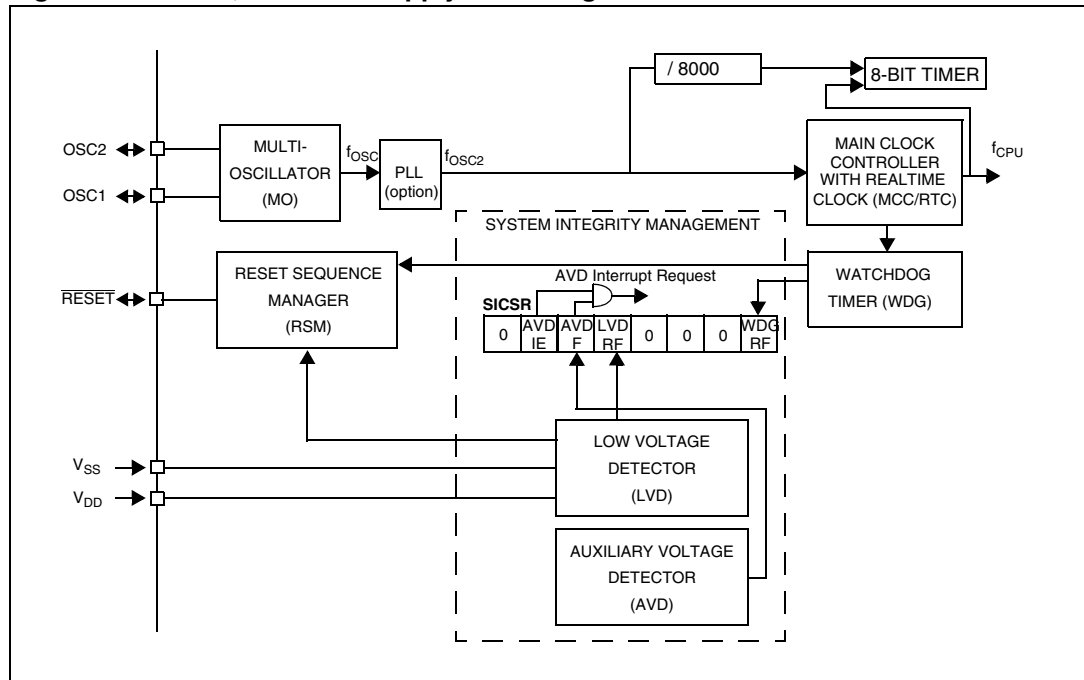 / 8000
8-BIT TIMER
OSC2
OSC1
MULTI-
OSCILLATOR
(MO)
fOSC
PLL
(option)
fOSC2
MAIN CLOCK
CONTROLLER
WITH REALTIME
CLOCK (MCC/RTC)
fCPU
SYSTEM INTEGRITY MANAGEMENT
RESET
RESET SEQUENCE
MANAGER
(RSM)
AVD Interrupt Request
WATCHDOG
TIMER (WDG)
SICSR
0
AVD
IE
AVD
F
LVD
RF
0
0
0
WDG
RF
LOW VOLTAGE
DETECTOR
(LVD)
VSS
VDD
AUXILIARY VOLTAGE
DETECTOR
(AVD)